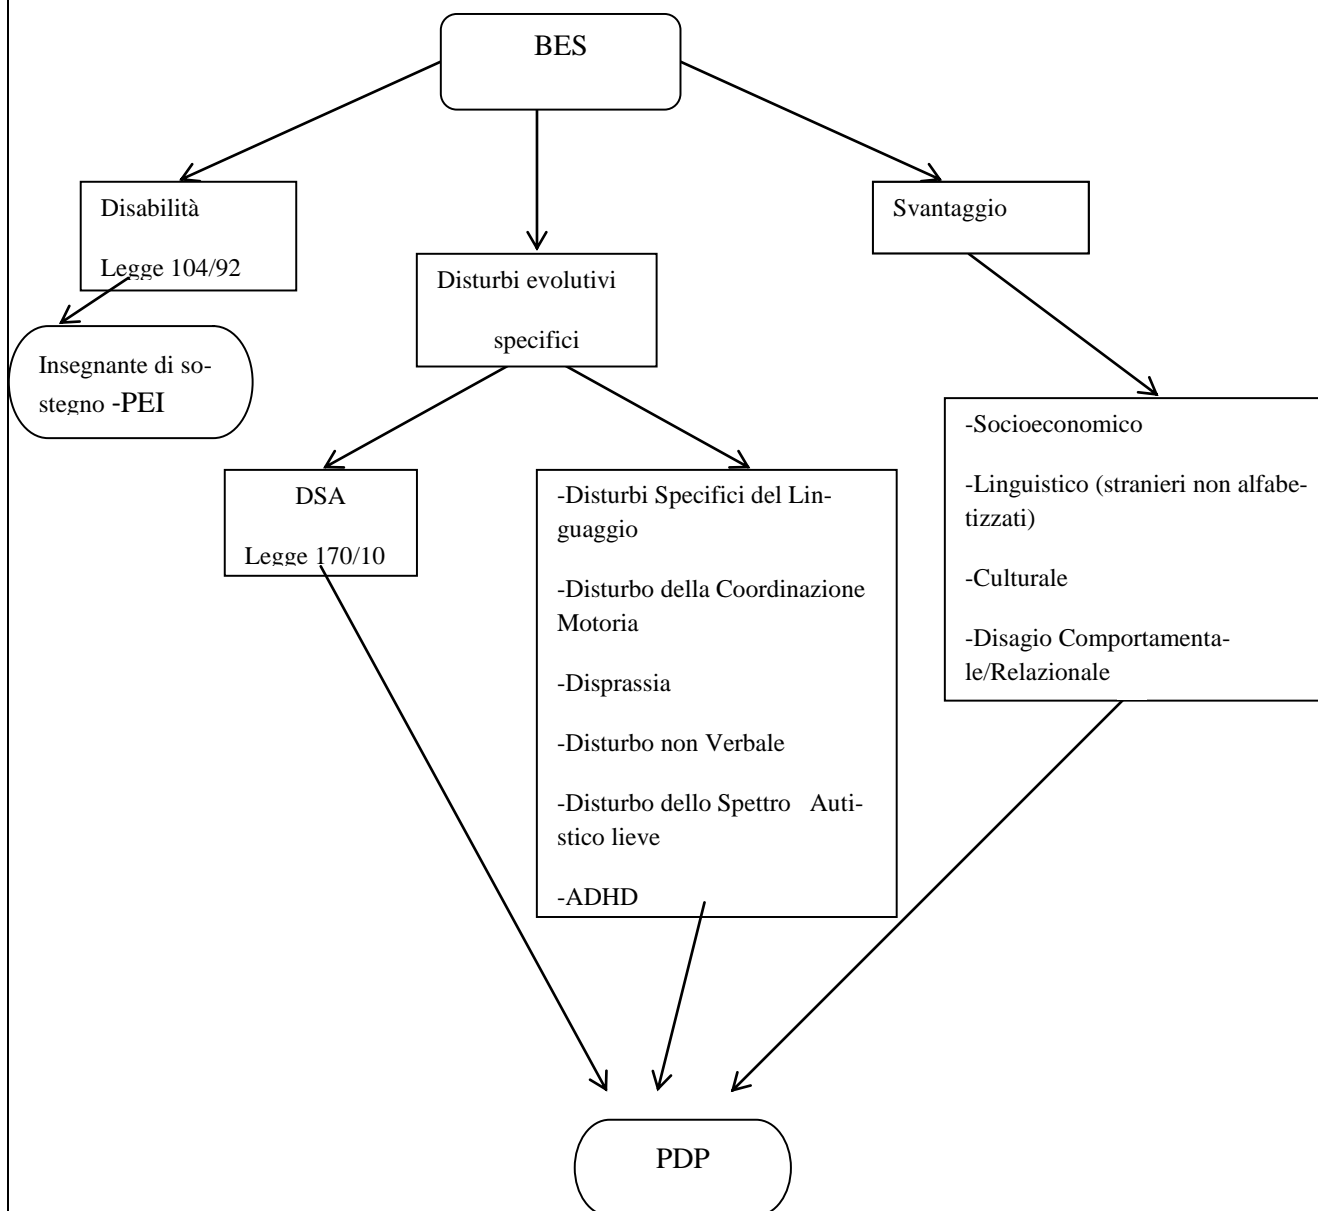 BES
Disabilità
Legge 104/92
Svantaggio
Disturbi evolutivi
specifici
Insegnante di so-
stegno -PEI
DSA
Legge 170/10
-Disturbi Specifici del Lin-
guaggio
-Disturbo della Coordinazione
Motoria
-Disprassia
-Disturbo non Verbale
-Disturbo dello Spettro Auti-
stico lieve
-ADHD
-Socioeconomico
-Linguistico (stranieri non alfabe-
tizzati)
-Culturale
-Disagio Comportamenta-
le/Relazionale
PDP